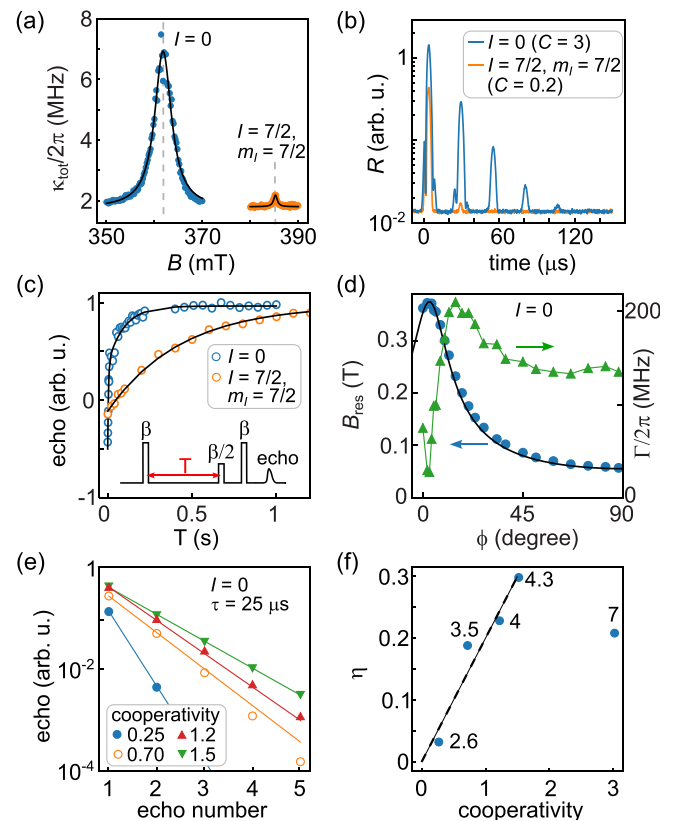 (a)
8
6
4
2
κtot/2π (MHz)
I = 0
I = 7/2,
mI = 7/2
350
370
390
B (mT)
(b)
1
10-2
R (arb. u.)
I = 0 (C = 3)
I = 7/2, mI = 7/2
(C = 0.2)
0
60
120
time (μs)
(c)
1
0
-1
echo (arb. u.)
I = 0
I = 7/2,
mI = 7/2
β
T
β/2
β
echo
0
0.5
1
T (s)
(d)
I = 0
0.3
0.2
0.1
0
Bres (T)
200
0
Γ/2π (MHz)
0
45
90
ϕ (degree)
(e)
1
10-2
10-4
echo (arb. u.)
I = 0
τ = 25 μs
cooperativity
0.25
1.2
0.70
1.5
1
2
3
4
5
echo number
(f)
0.3
0.2
0.1
0
η
4.3
4
3.5
7
2.6
0
1
2
3
cooperativity